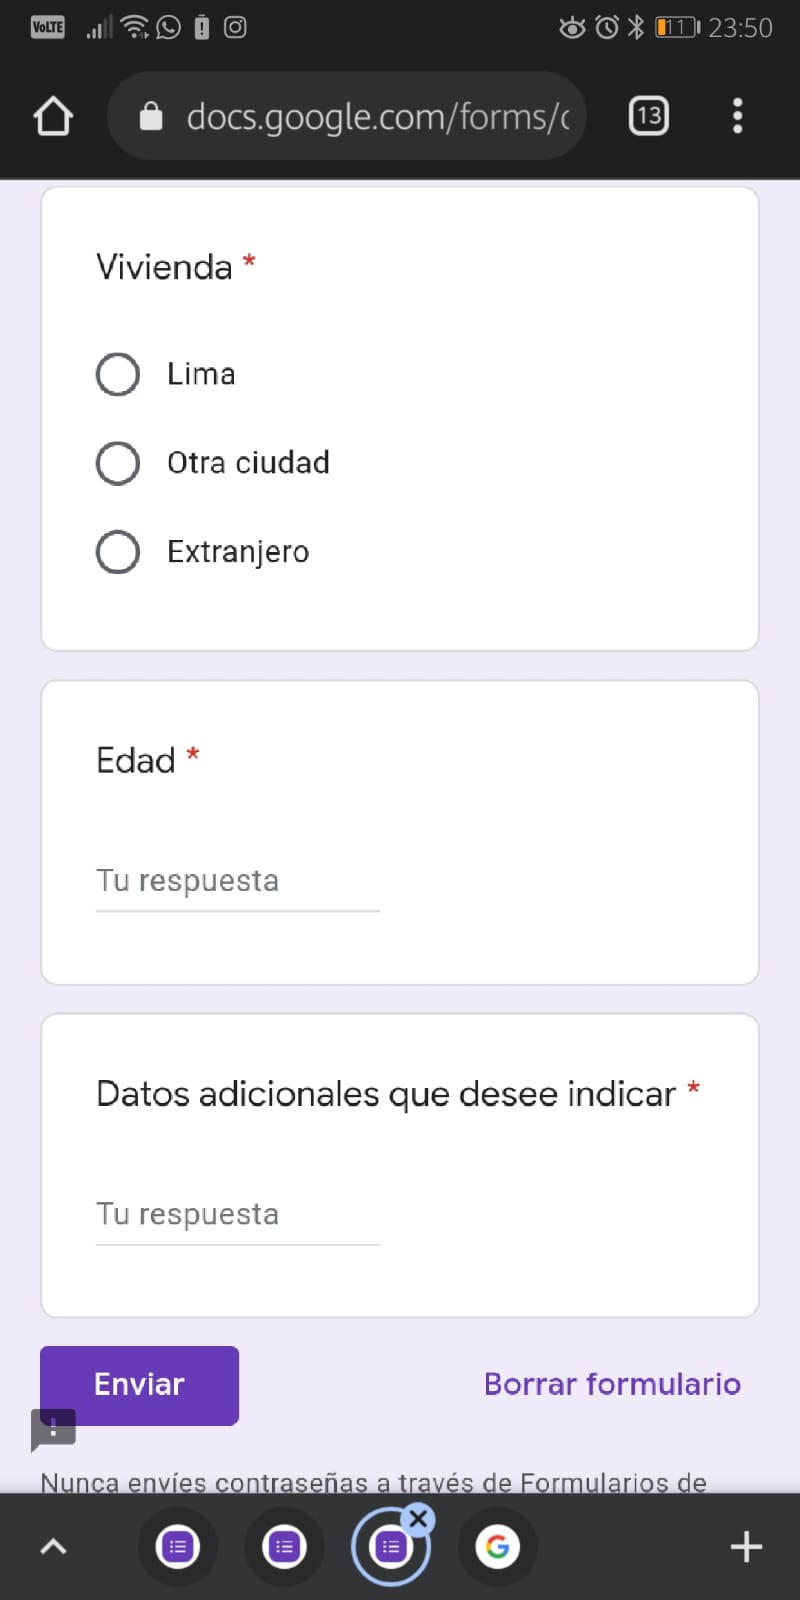 VoLTE 11 23:50
docs.google.com/forms/
13
Vivienda *
Lima
Otra ciudad
Extranjero
Edad *
Tu respuesta
Datos adicionales que desee indicar *
Tu respuesta
Enviar
Borrar formulario
Nunca envíes contraseñas a través de Formularios de